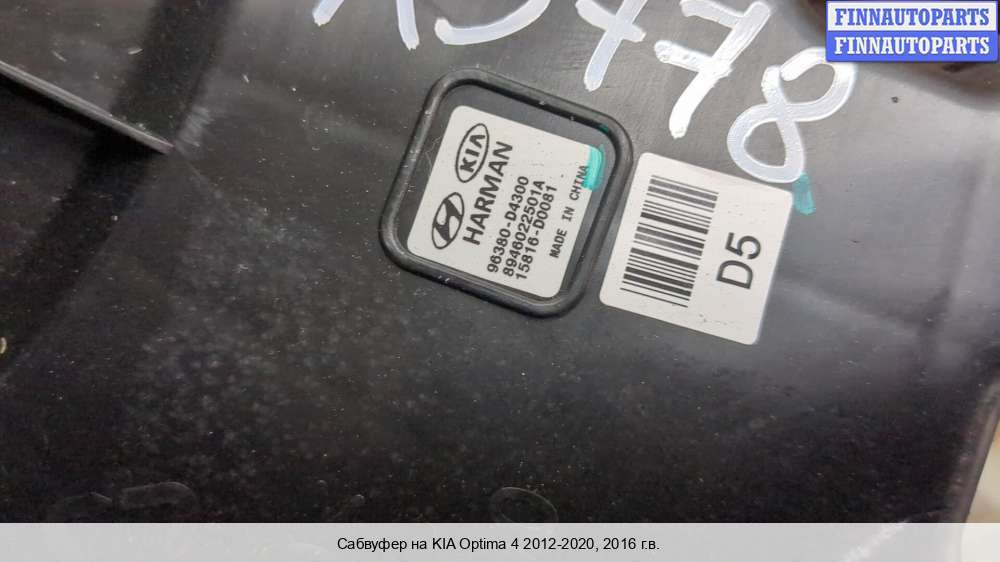 FINNAUTOPARTS
FINNAUTOPARTS
5478
KIA
HARMAN
96380-D4300
8946022501A
15816-D0081
MADE IN CHINA
D5
Сабвуфер на KIA Optima 4 2012-2020, 2016 г.в.